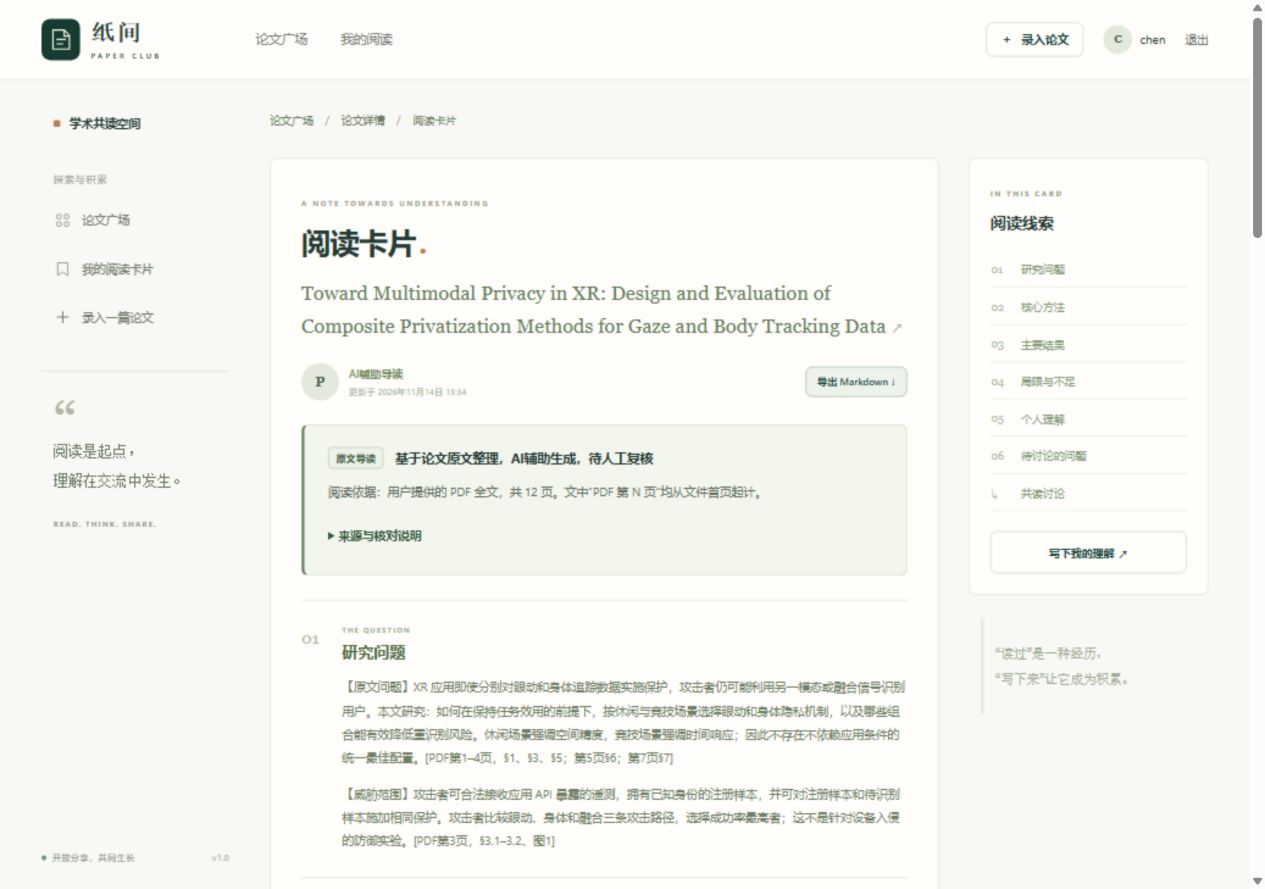 纸间
PAPER CLUB
论文广场
我的阅读
+ 录入论文
C
chen
退出
学术共读空间
探索与积累
论文广场
我的阅读卡片
录入一篇论文
“
阅读是起点，
理解在交流中发生。
READ. THINK. SHARE.
开放分享，共同生长
v1.0
论文广场 / 论文详情 / 阅读卡片
A NOTE TOWARDS UNDERSTANDING
阅读卡片.
Toward Multimodal Privacy in XR: Design and Evaluation of
Composite Privatization Methods for Gaze and Body Tracking Data ↗
P
AI辅助导读
更新于 2026年11月14日 13:34
导出 Markdown ↓
原文导读 基于论文原文整理，AI辅助生成，待人工复核
阅读依据：用户提供的 PDF 全文，共 12 页。文中“PDF 第 N 页”均从文件首页起计。
▶ 来源与核对说明
01
THE QUESTION
研究问题
【原文问题】XR 应用即使分别对眼动和身体追踪数据实施保护，攻击者仍可能利用另一模态或融合信号识别
用户。本文研究：如何在保持任务效用的前提下，按休闲与竞技场景选择眼动和身体隐私机制，以及哪些组
合能有效降低重识别风险。休闲场景强调空间精度，竞技场景强调时间响应；因此不存在不依赖应用条件的
统一最佳配置。[PDF第1–4页，§1、§3、§5；第5页§6；第7页§7]
【威胁范围】攻击者可合法接收应用 API 暴露的遥测，拥有已知身份的注册样本，并可对注册样本和待识别
样本施加相同保护。攻击者比较眼动、身体和融合三条攻击路径，选择成功率最高者；这不是针对设备入侵
的防御实验。[PDF第3页，§3.1–3.2、图1]
IN THIS CARD
阅读线索
01 研究问题
02 核心方法
03 主要结果
04 局限与不足
05 个人理解
06 待讨论的问题
↳ 共读讨论
写下我的理解 ↗
“读过”是一种经历，
“写下来”让它成为积累。